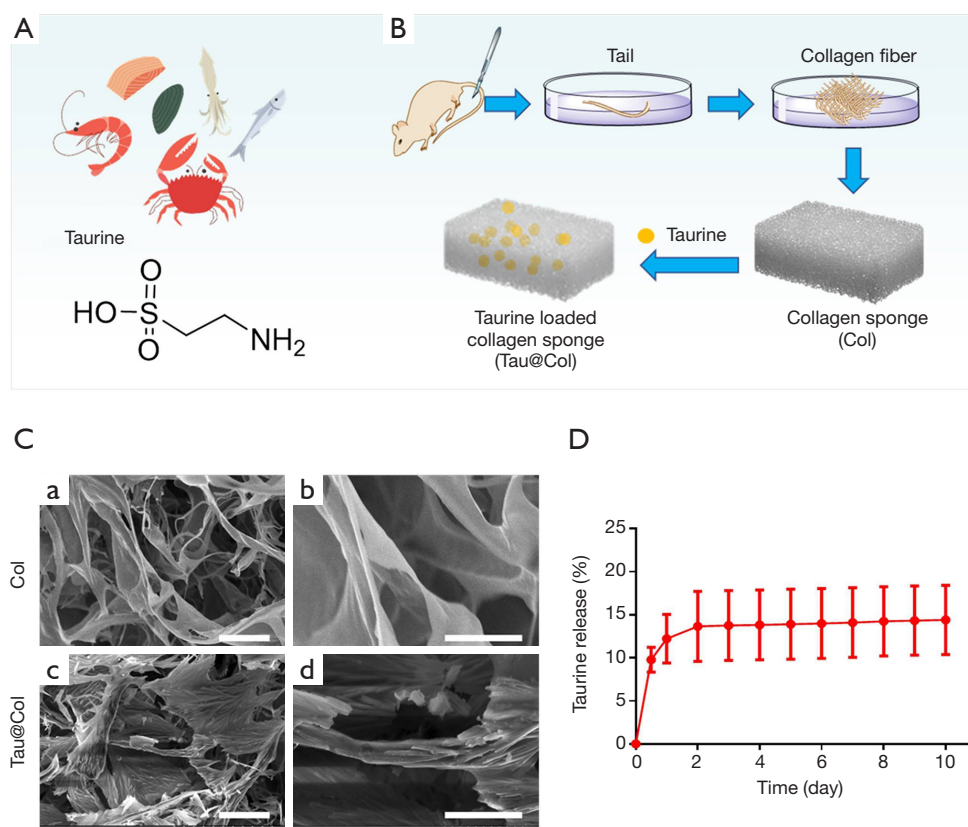 A
B
Tail
Collagen fiber
Taurine
O
HO
S
O
NH2
Taurine
Taurine loaded
collagen sponge
(Tau@Col)
Collagen sponge
(Col)
C
D
a
b
Col
c
d
Tau@Col
Taurine release (%)
25
20
15
10
5
0
0
2
4
6
8
10
Time (day)